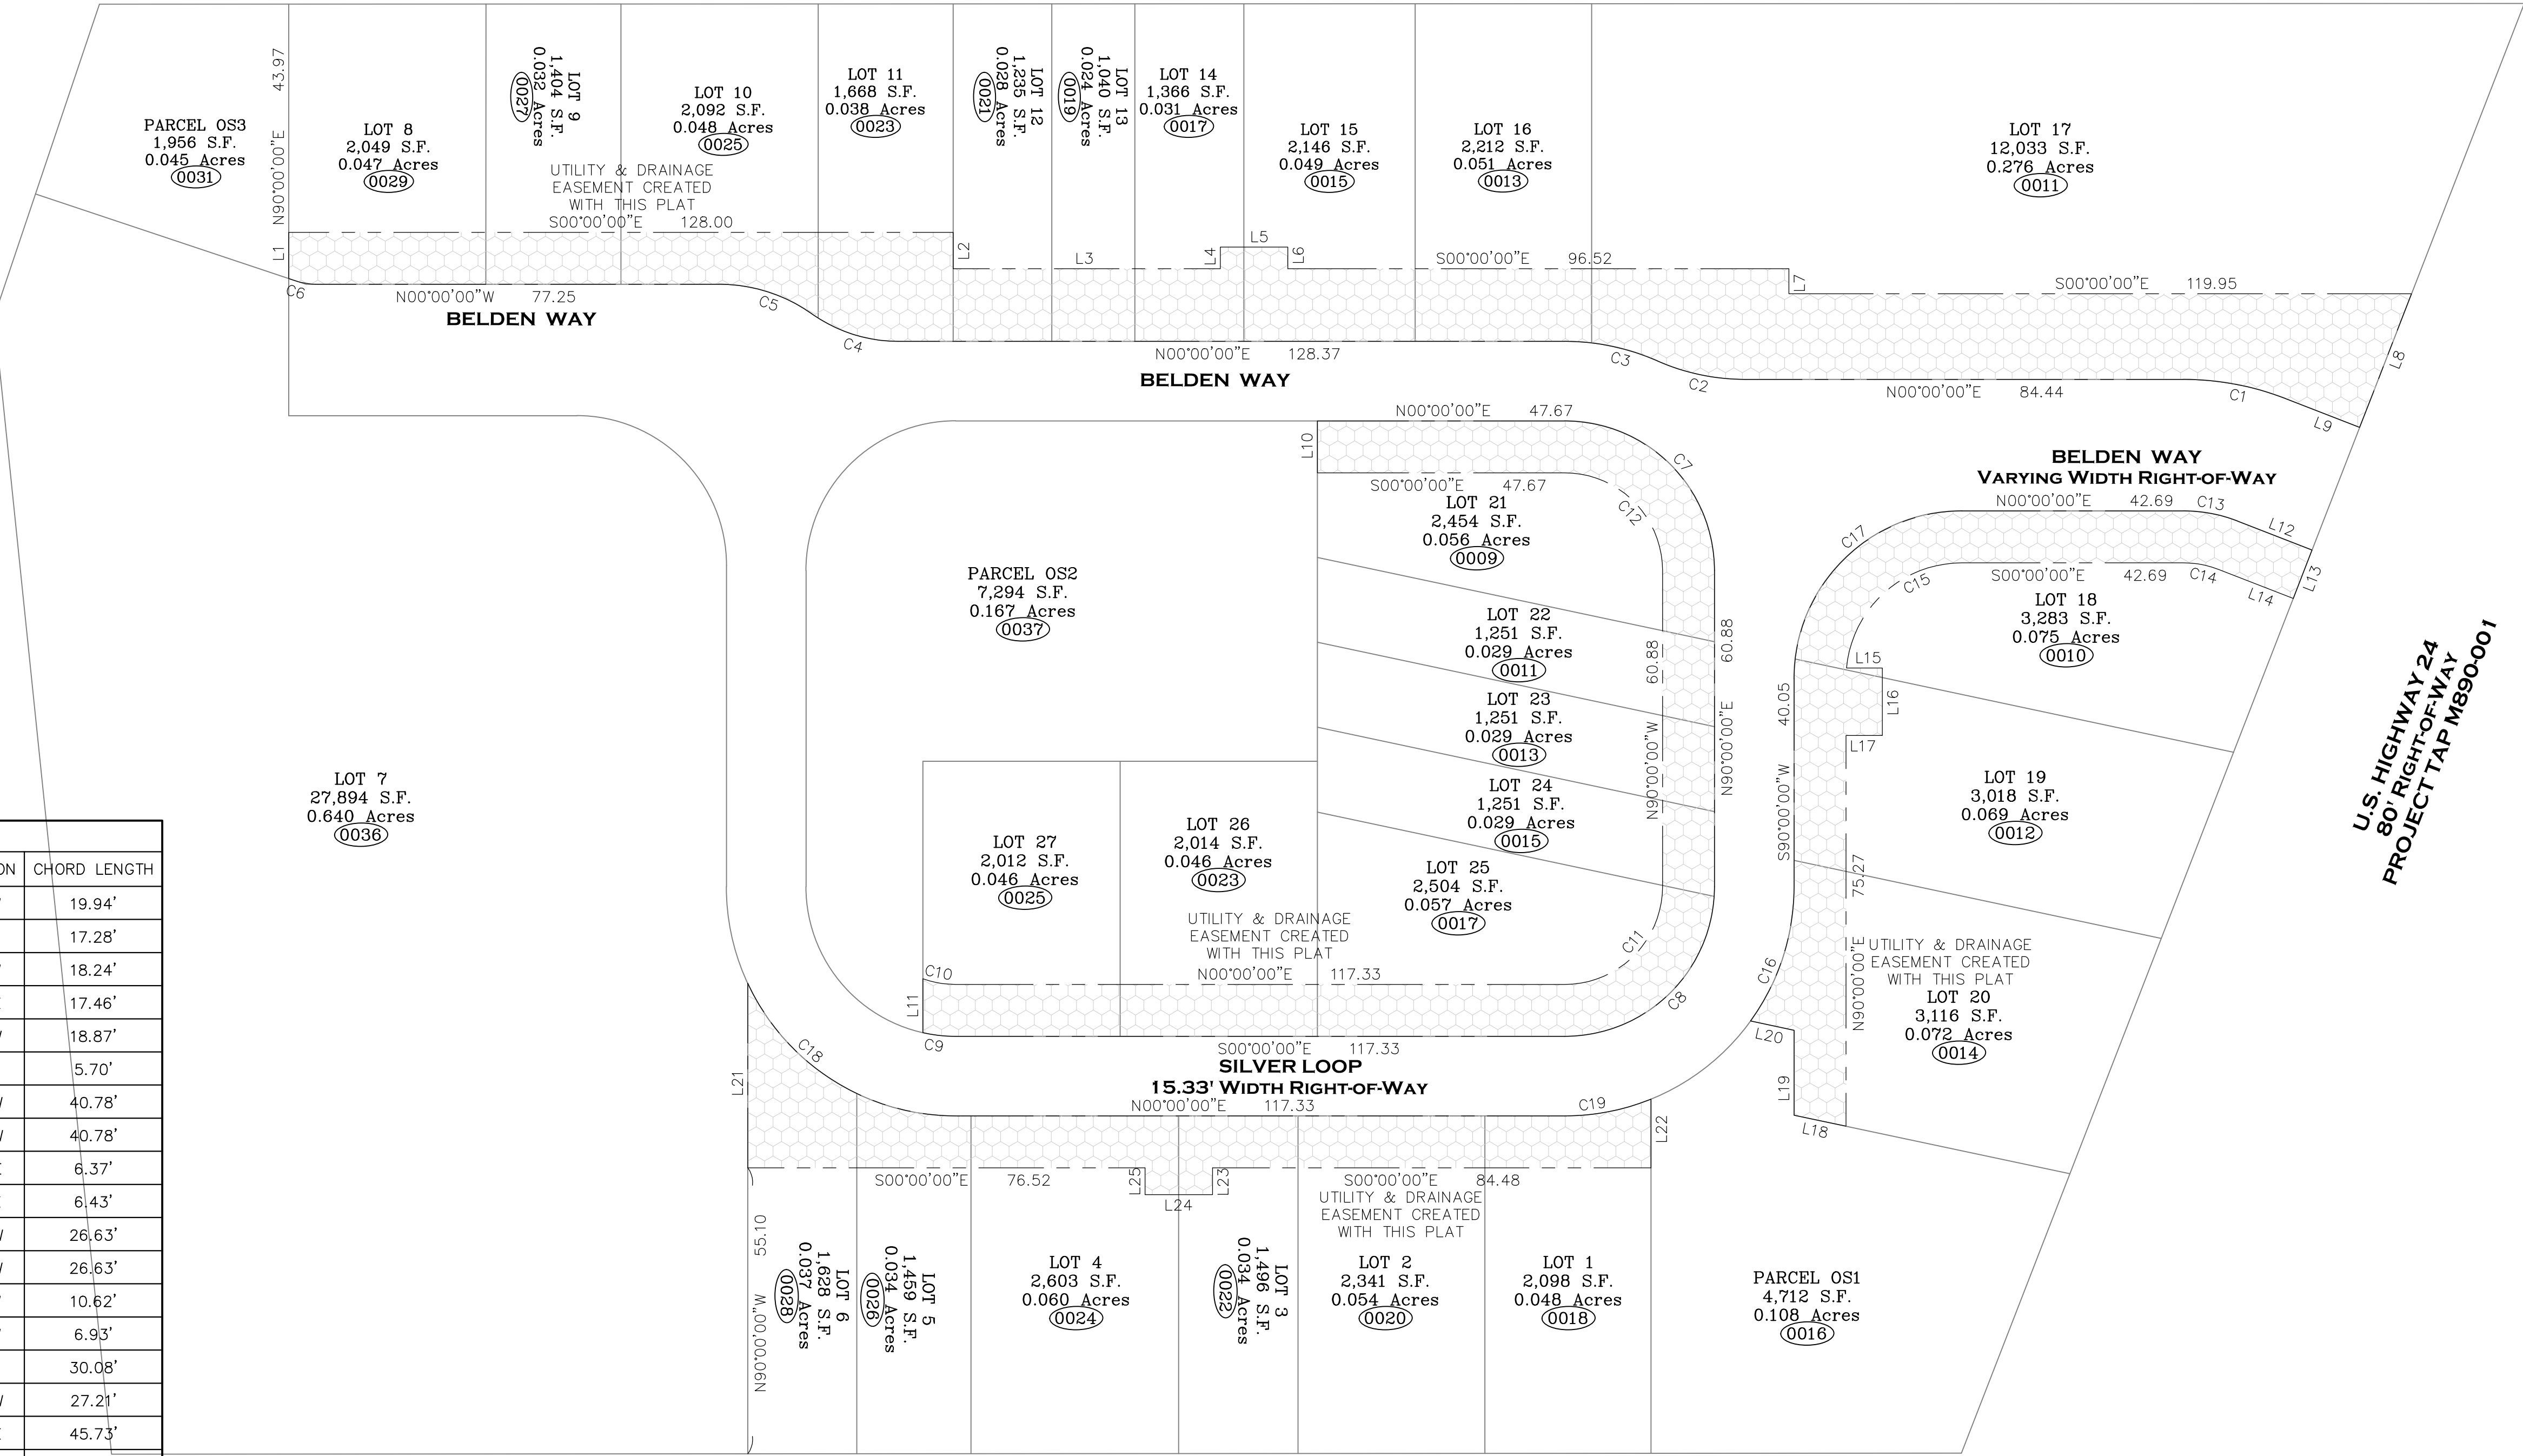 43.97
N90°00'00"E
L1
PARCEL OS3
1,956 S.F.
0.045 Acres
0031
LOT 8
2,049 S.F.
0.047 Acres
0029
LOT 9
1,404 S.F.
0.032 Acres
0027
LOT 10
2,092 S.F.
0.048 Acres
0025
UTILITY & DRAINAGE
EASEMENT CREATED
WITH THIS PLAT
S00°00'00"E 128.00
LOT 11
1,668 S.F.
0.038 Acres
0023
LOT 12
1,235 S.F.
0.028 Acres
0021
LOT 13
1,040 S.F.
0.024 Acres
0019
LOT 14
1,366 S.F.
0.031 Acres
0017
LOT 15
2,146 S.F.
0.049 Acres
0015
LOT 16
2,212 S.F.
0.051 Acres
0013
LOT 17
12,033 S.F.
0.276 Acres
0011
L2
L3
L4
L5
L6
S00°00'00"E 96.52
L7
S00°00'00"E 119.95
L8
C6
N00°00'00"W 77.25
C5
BELDEN WAY
C4
N00°00'00"E 128.37
BELDEN WAY
C3
C2
N00°00'00"E 84.44
C1
L9
N00°00'00"E 47.67
L10
C7
S00°00'00"E 47.67
C12
LOT 21
2,454 S.F.
0.056 Acres
0009
BELDEN WAY
VARYING WIDTH RIGHT-OF-WAY
N00°00'00"E 42.69
C13
L12
C17
C15
S00°00'00"E 42.69
C14
L14
L13
LOT 18
3,283 S.F.
0.075 Acres
0010
PARCEL OS2
7,294 S.F.
0.167 Acres
0037
LOT 22
1,251 S.F.
0.029 Acres
0011
LOT 23
1,251 S.F.
0.029 Acres
0013
LOT 24
1,251 S.F.
0.029 Acres
0015
LOT 25
2,504 S.F.
0.057 Acres
0017
N90°00'00"W 60.88
N90°00'00"E 60.88
S90°00'00"W 40.05
L15
L16
L17
U.S. HIGHWAY 24
80' RIGHT-OF-WAY
PROJECT TAP M890-001
LOT 19
3,018 S.F.
0.069 Acres
0012
N90°00'00"E 75.27
UTILITY & DRAINAGE
EASEMENT CREATED
WITH THIS PLAT
LOT 20
3,116 S.F.
0.072 Acres
0014
LOT 7
27,894 S.F.
0.640 Acres
0036
LOT 27
2,012 S.F.
0.046 Acres
0025
LOT 26
2,014 S.F.
0.046 Acres
0023
UTILITY & DRAINAGE
EASEMENT CREATED
WITH THIS PLAT
N00°00'00"E 117.33
C10
L11
C9
C11
C8
C16
L20
L19
L18
S00°00'00"E 117.33
SILVER LOOP
15.33' WIDTH RIGHT-OF-WAY
N00°00'00"E 117.33
C19
C18
L21
L22
S00°00'00"E 76.52
L25
L24
L23
S00°00'00"E 84.48
UTILITY & DRAINAGE
EASEMENT CREATED
WITH THIS PLAT
N90°00'00"W 55.10
LOT 6
1,628 S.F.
0.037 Acres
0028
LOT 5
1,459 S.F.
0.034 Acres
0026
LOT 4
2,603 S.F.
0.060 Acres
0024
LOT 3
1,496 S.F.
0.034 Acres
0022
LOT 2
2,341 S.F.
0.054 Acres
0020
LOT 1
2,098 S.F.
0.048 Acres
0018
PARCEL OS1
4,712 S.F.
0.108 Acres
0016
ON CHORD LENGTH
19.94'
17.28'
18.24'
17.46'
18.87'
5.70'
40.78'
40.78'
6.37'
6.43'
26.63'
26.63'
10.62'
6.93'
30.08'
27.21'
45.73'